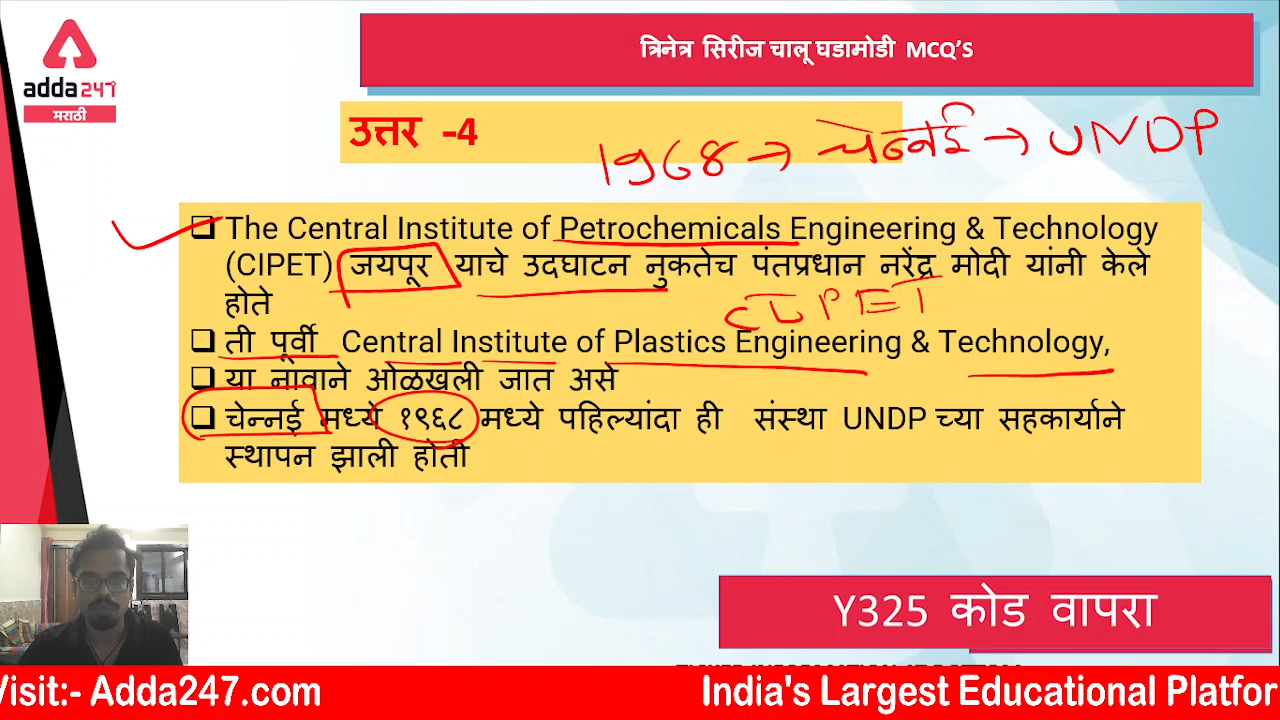 adda247
मराठी
त्रिनेत्र सिरीज चालू घडामोडी MCQ'S
उत्तर -4
1968 → चेन्नई → UNDP
The Central Institute of Petrochemicals Engineering & Technology
(CIPET) जयपूर याचे उदघाटन नुकतेच पंतप्रधान नरेंद्र मोदी यांनी केले
होते
CIPET
ती पूर्वी Central Institute of Plastics Engineering & Technology,
या नावाने ओळखली जात असे
चेन्नई मध्ये १९६८ मध्ये पहिल्यांदा ही संस्था UNDP च्या सहकार्याने
स्थापन झाली होती
Y325 कोड वापरा
Visit:- Adda247.com India's Largest Educational Platfor